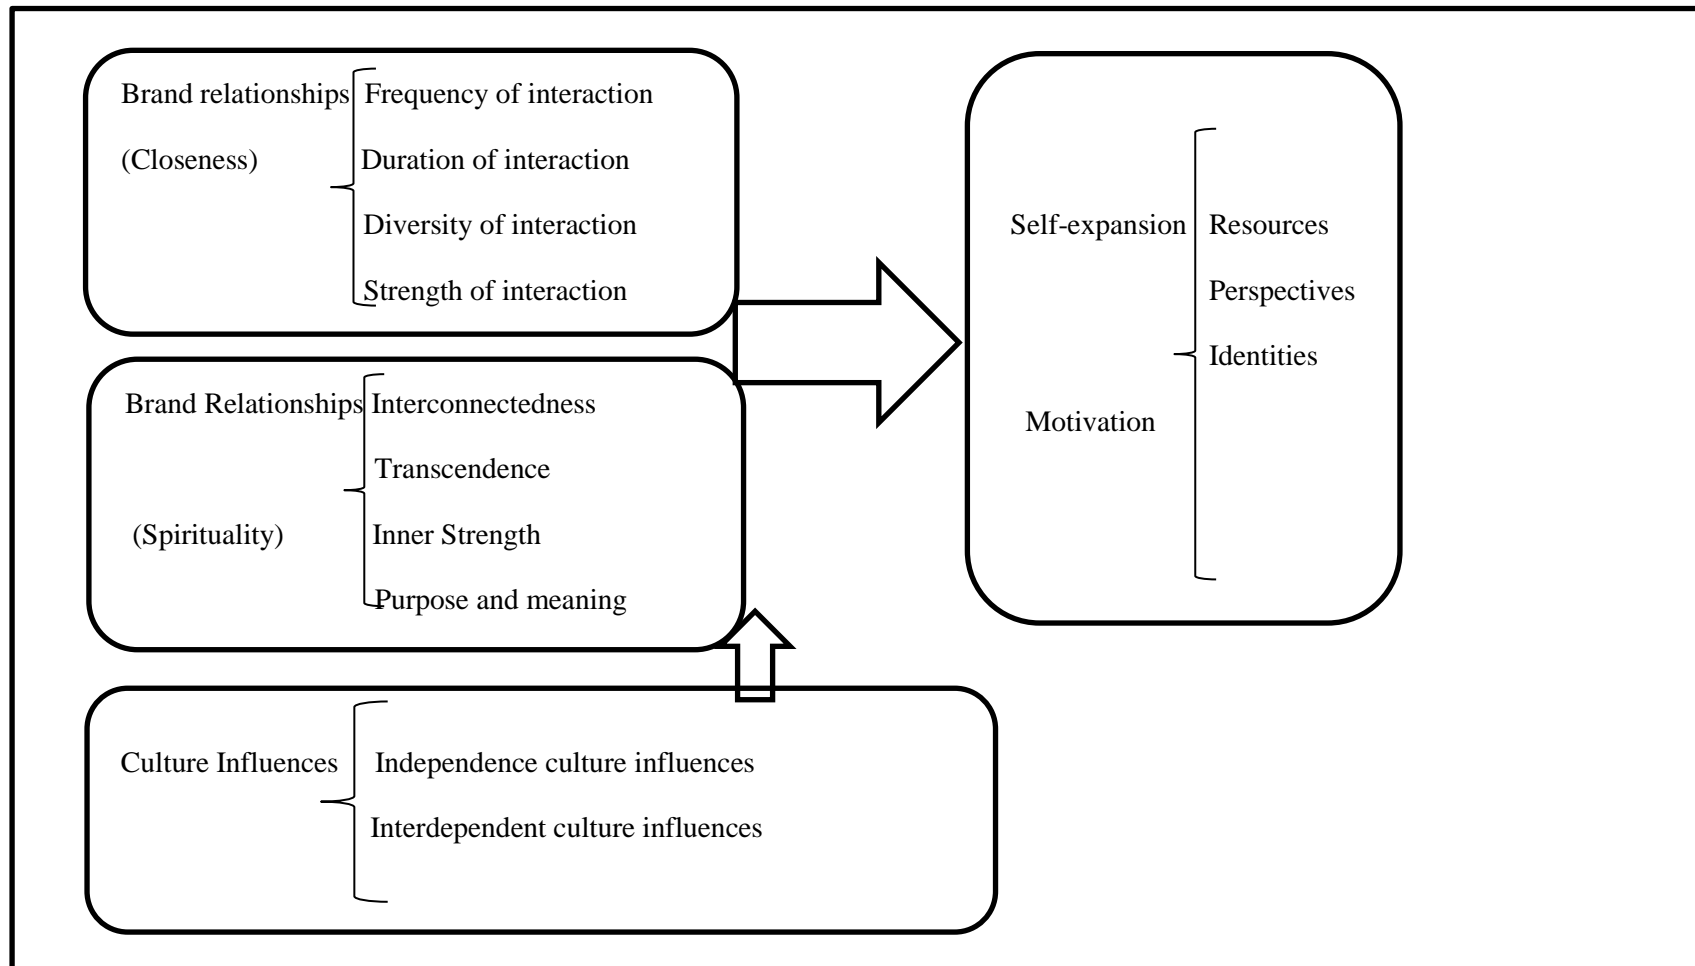 Brand relationships Frequency of interaction
(Closeness) Duration of interaction
Diversity of interaction
Strength of interaction
Brand Relationships Interconnectedness
Transcendence
(Spirituality) Inner Strength
Purpose and meaning
Culture Influences Independence culture influences
Interdependent culture influences
Self-expansion Resources
Perspectives
Identities
Motivation